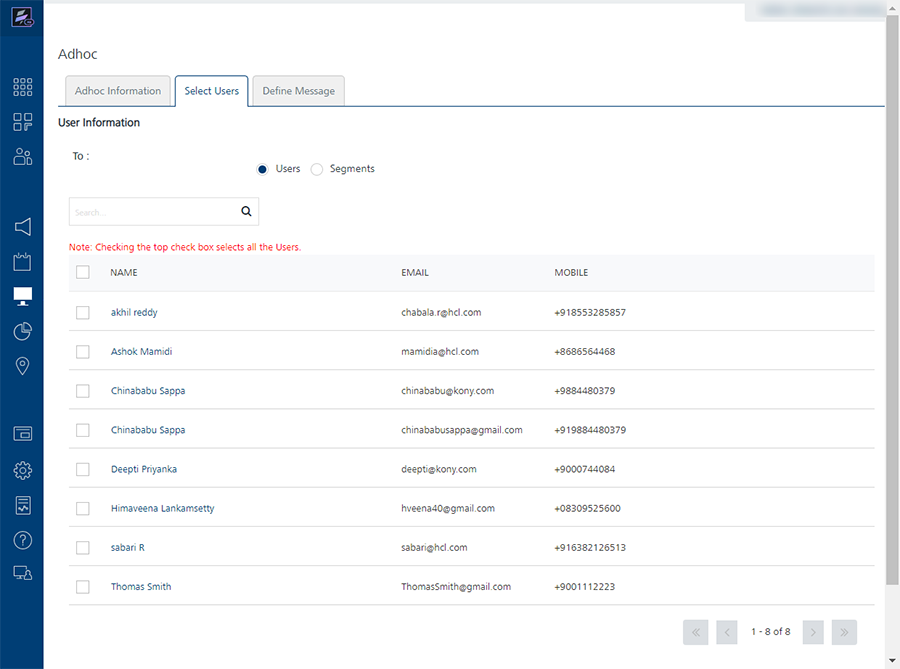 Adhoc
Adhoc Information Select Users Define Message
User Information
To :
Users Segments
Search...
Note: Checking the top check box selects all the Users.
NAME EMAIL MOBILE
akhil reddy chabala.r@hcl.com +918553285857
Ashok Mamidi mamidia@hcl.com +8686564468
Chinababu Sappa chinababu@kony.com +9884480379
Chinababu Sappa chinababusappa@gmail.com +919884480379
Deepti Priyanka deepti@kony.com +9000744084
Himaveena Lankamsetty hveena40@gmail.com +08309525600
sabari R sabari@hcl.com +916382126513
Thomas Smith ThomasSmith@gmail.com +9001112223
1 - 8 of 8